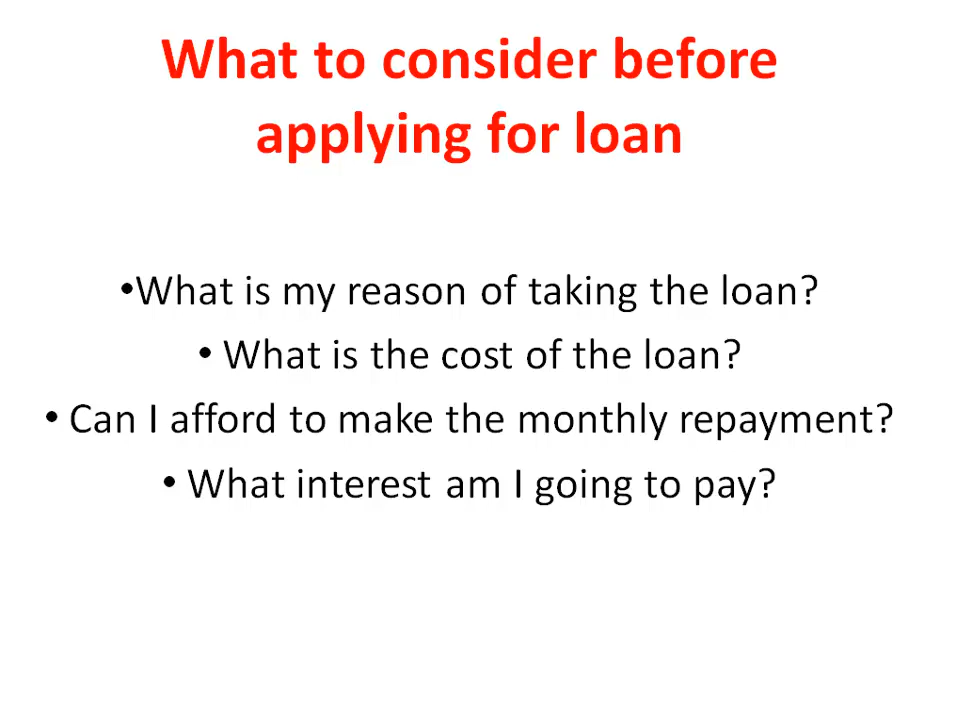 What to consider before
applying for loan
•What is my reason of taking the loan?
• What is the cost of the loan?
• Can I afford to make the monthly repayment?
• What interest am I going to pay?